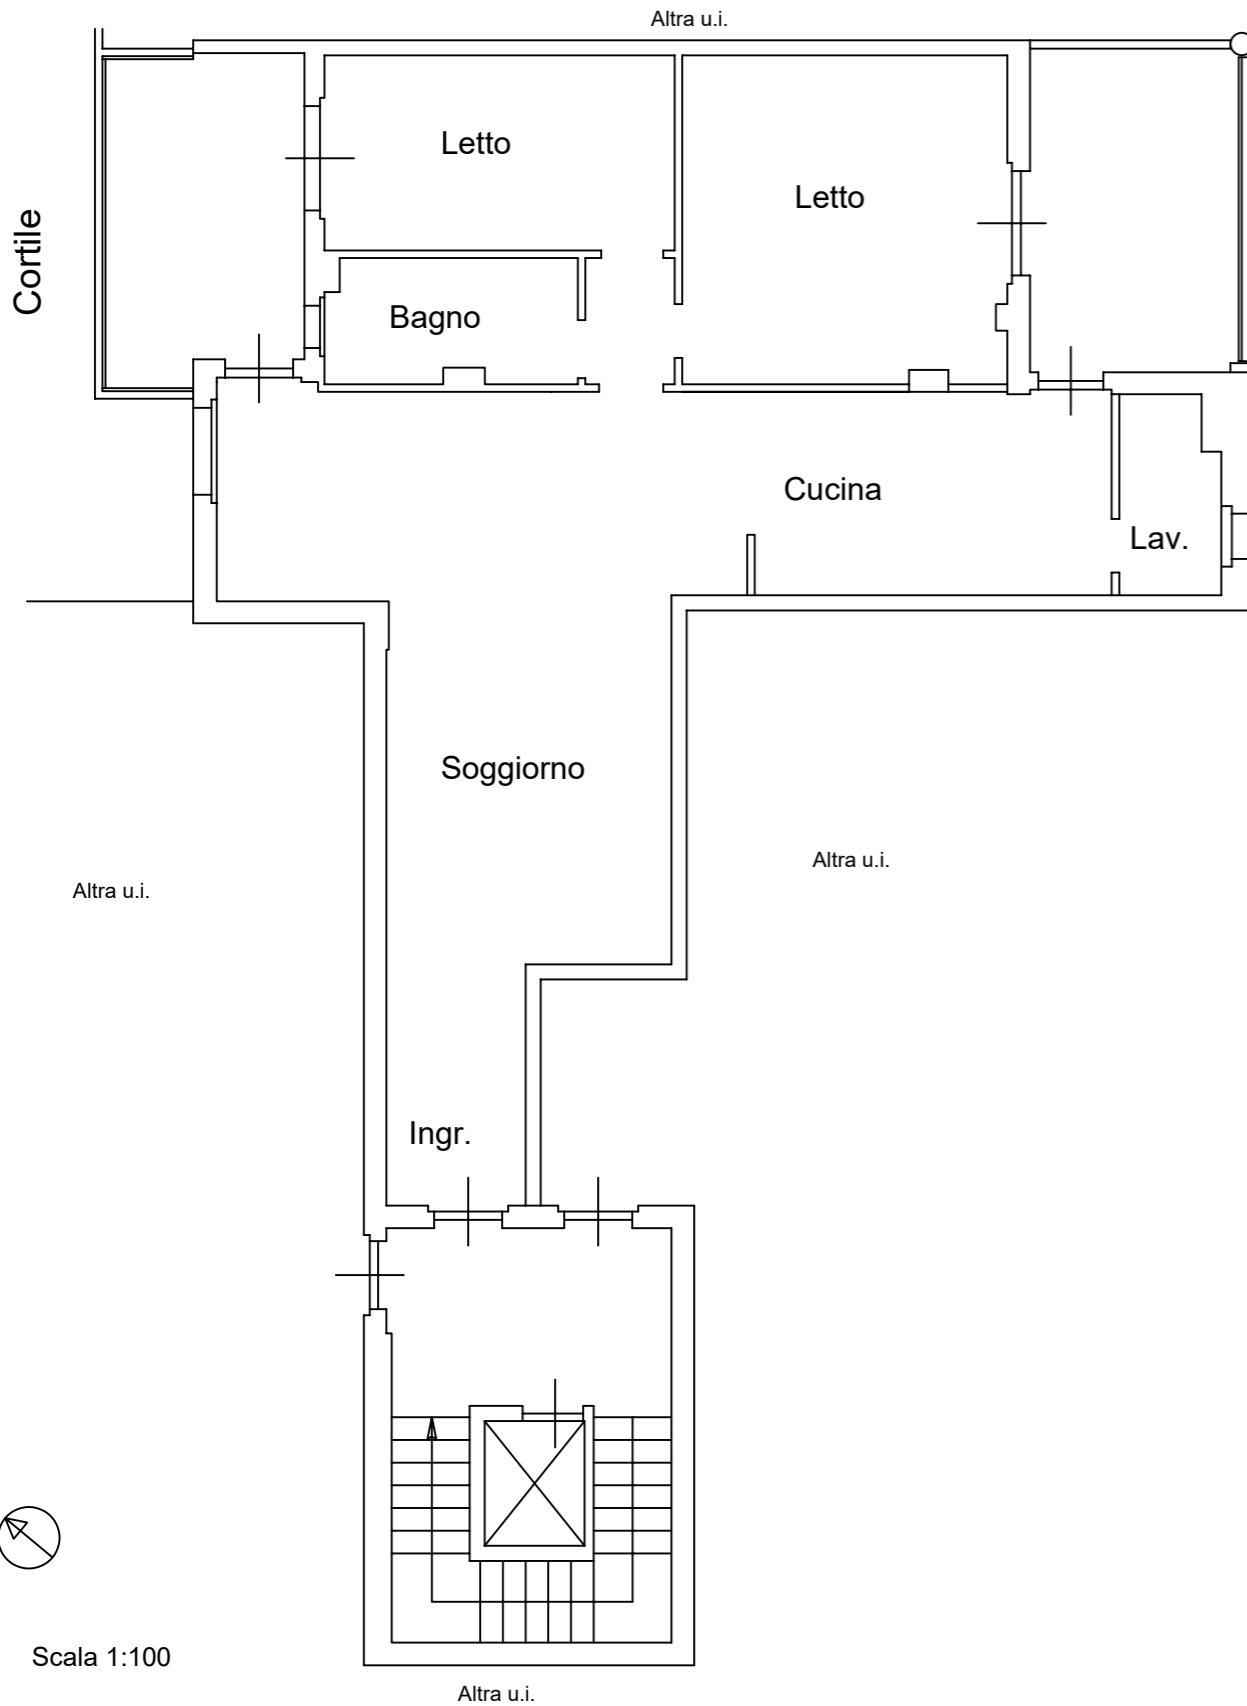 Altra u.i.
Letto
Letto
Cortile
Bagno
Cucina
Lav.
Soggiorno
Altra u.i.
Altra u.i.
Ingr.
Scala 1:100
Altra u.i.